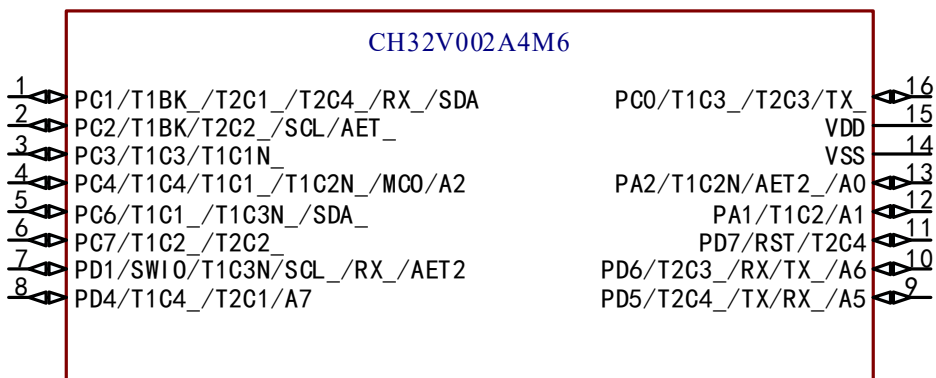 CH32V002A4M6
1 PC1/T1BK_/T2C1_/T2C4_/RX_/SDA
PC0/T1C3_/T2C3/TX_ 16
2 PC2/T1BK/T2C2_/SCL/AET_
VDD 15
3 PC3/T1C3/T1C1N_
VSS 14
4 PC4/T1C4/T1C1_/T1C2N_/MCO/A2
PA2/T1C2N/AET2_/A0 13
5 PC6/T1C1_/T1C3N_/SDA_
PA1/T1C2/A1 12
6 PC7/T1C2_/T2C2_
PD7/RST/T2C4 11
7 PD1/SWIO/T1C3N/SCL_/RX_/AET2
PD6/T2C3_/RX/TX_/A6 10
8 PD4/T1C4_/T2C1/A7
PD5/T2C4_/TX/RX_/A5 9